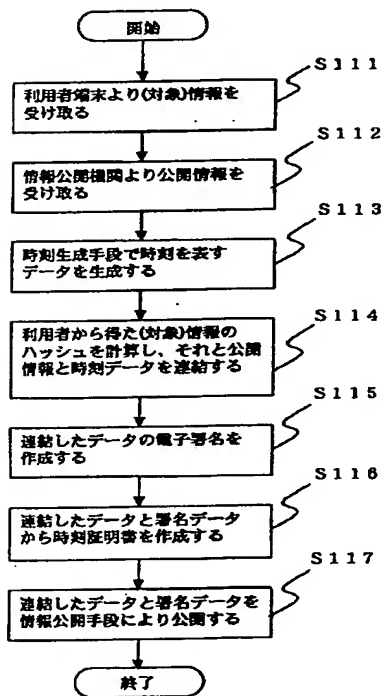 開始
S111
利用者端末より(対象)情報を
受け取る
S112
情報公開機関より公開情報を
受け取る
S113
時刻生成手段で時刻を表す
データを生成する
S114
利用者から得た(対象)情報の
ハッシュを計算し、それと公開
情報と時刻データを連結する
S115
連結したデータの電子署名を
作成する
S116
連結したデータと署名データ
から時刻証明書を作成する
S117
連結したデータと署名データを
情報公開手段により公開する
終了